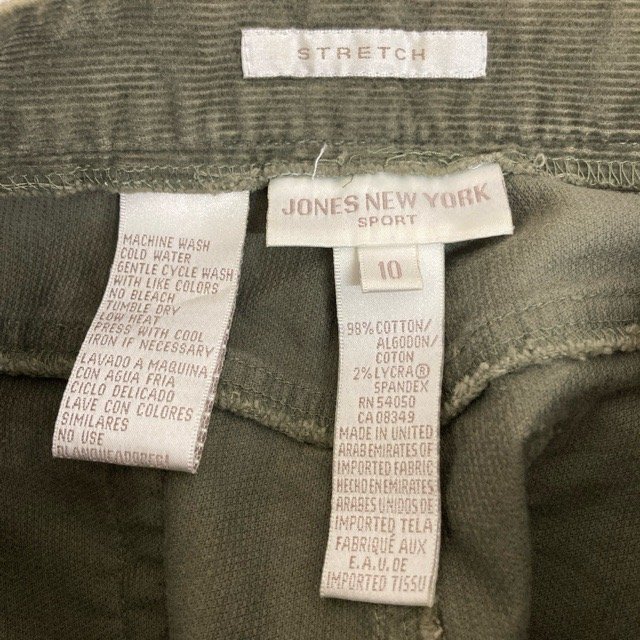 STRETCH
JONES NEW YORK
SPORT
10
98% COTTON/
ALGODON/
COTON
2% LYCRA®
SPANDEX
RN 54050
CA 08349
MADE IN UNITED
ARAB EMIRATES OF
IMPORTED FABRIC
HECHO EN EMIRATES
ARABES UNIDOS DE
IMPORTED TELA
FABRIQUÉ AUX
E.A.U. DE
IMPORTED TISSU
MACHINE WASH
COLD WATER
GENTLE CYCLE WASH
WITH LIKE COLORS
NO BLEACH
TUMBLE DRY
LOW HEAT
PRESS WITH COOL
IRON IF NECESSARY
LAVADO A MAQUINA
CON AGUA FRIA
CICLO DELICADO
LAVE CON COLORES
SIMILARES
NO USE